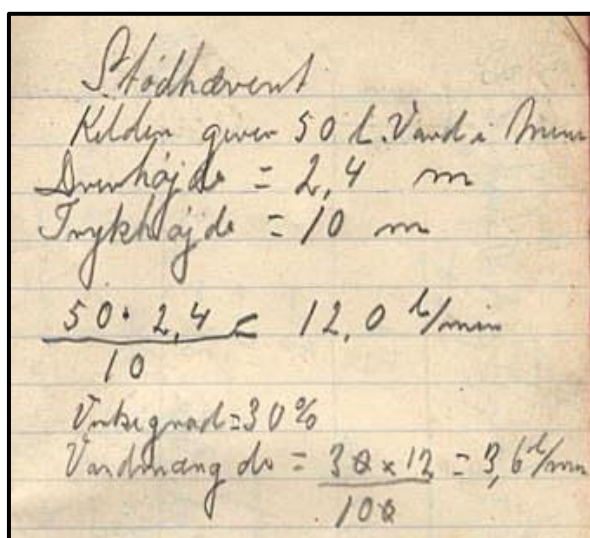 Stødhævert
Kilden giver 50 l. Vand i Min
Drivhøjde = 2,4 m
Trykhøjde = 10 m
50 · 2,4 = 12,0 l/min
10
Virkegrad = 30%
Vandmængde = 30 x 12 = 3,6 l/min
100